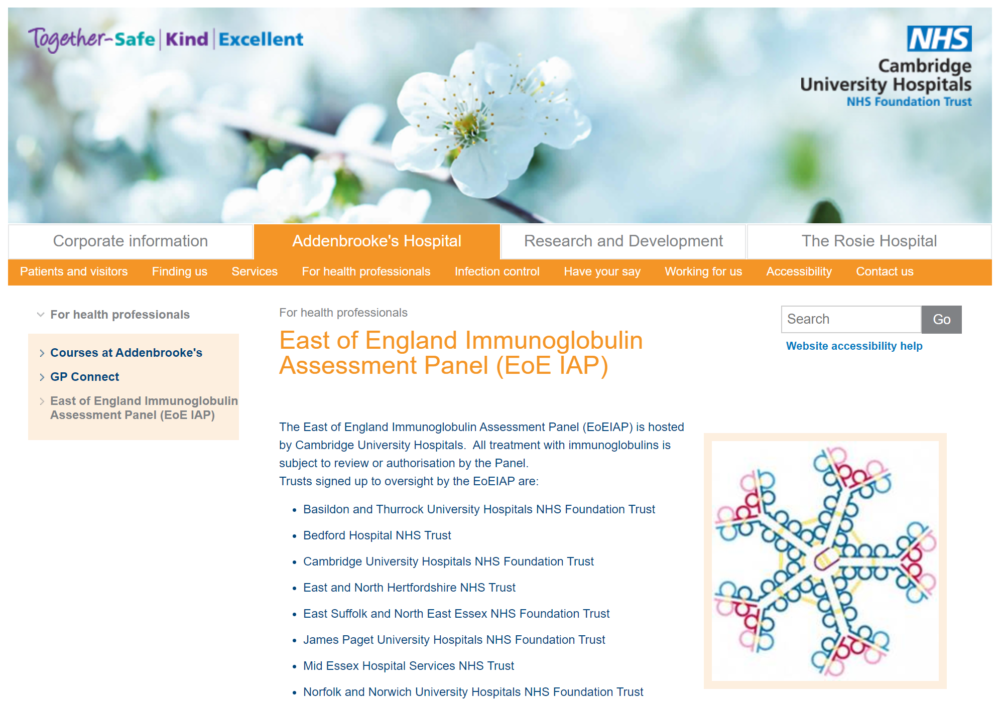 Together-Safe | Kind | Excellent
NHS
Cambridge
University Hospitals
NHS Foundation Trust
Corporate information
Addenbrooke's Hospital
Research and Development
The Rosie Hospital
Patients and visitors
Finding us
Services
For health professionals
Infection control
Have your say
Working for us
Accessibility
Contact us
For health professionals
Courses at Addenbrooke's
GP Connect
East of England Immunoglobulin
Assessment Panel (EoE IAP)
For health professionals
East of England Immunoglobulin
Assessment Panel (EoE IAP)
Search
Go
Website accessibility help
The East of England Immunoglobulin Assessment Panel (EoEIAP) is hosted
by Cambridge University Hospitals.  All treatment with immunoglobulins is
subject to review or authorisation by the Panel.
Trusts signed up to oversight by the EoEIAP are:
• Basildon and Thurrock University Hospitals NHS Foundation Trust
• Bedford Hospital NHS Trust
• Cambridge University Hospitals NHS Foundation Trust
• East and North Hertfordshire NHS Trust
• East Suffolk and North East Essex NHS Foundation Trust
• James Paget University Hospitals NHS Foundation Trust
• Mid Essex Hospital Services NHS Trust
• Norfolk and Norwich University Hospitals NHS Foundation Trust